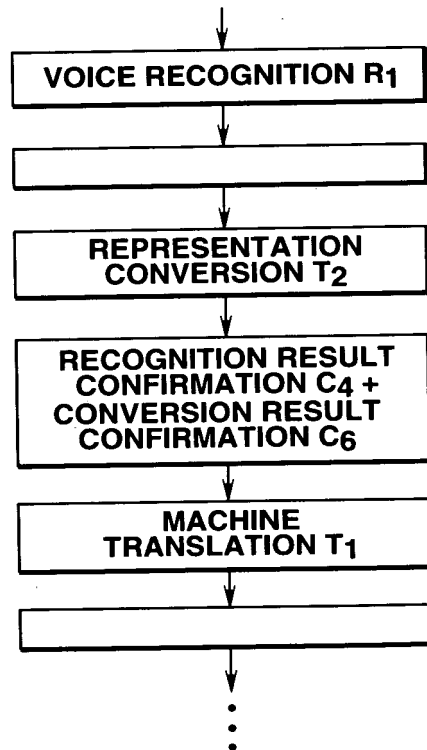 VOICE RECOGNITION R1
REPRESENTATION
CONVERSION T2
RECOGNITION RESULT
CONFIRMATION C4 +
CONVERSION RESULT
CONFIRMATION C6
MACHINE
TRANSLATION T1